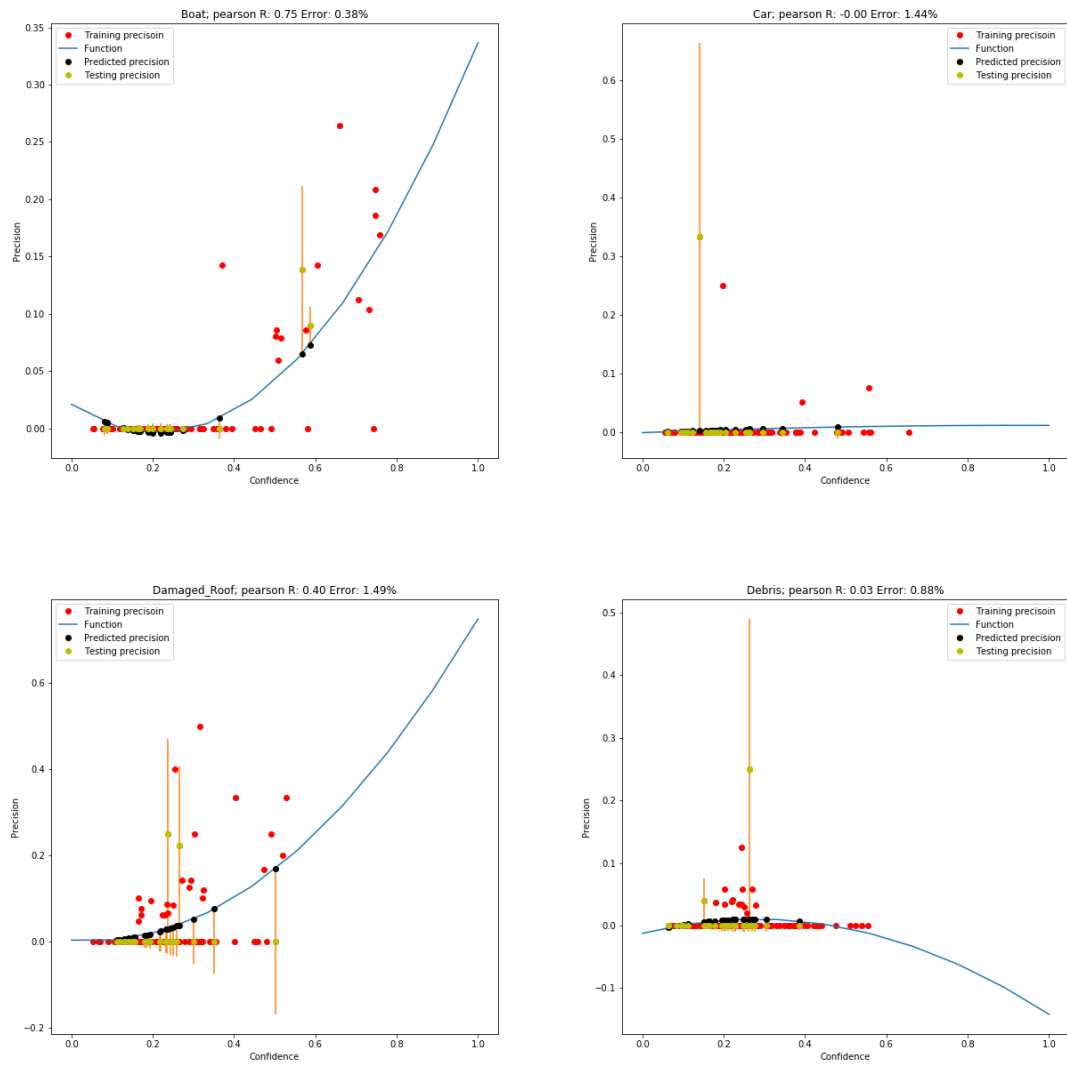 Boat; pearson R: 0.75 Error: 0.38%
0.35
0.30
0.25
0.20
0.15
0.10
0.05
0.00
Precision
Training precisoin
Function
Predicted precision
Testing precision
0.0 0.2 0.4 0.6 0.8 1.0
Confidence
Car; pearson R: -0.00 Error: 1.44%
0.6
0.5
0.4
0.3
0.2
0.1
0.0
Precision
Training precisoin
Function
Predicted precision
Testing precision
0.0 0.2 0.4 0.6 0.8 1.0
Confidence
Damaged_Roof; pearson R: 0.40 Error: 1.49%
0.6
0.4
0.2
0.0
−0.2
Precision
Training precisoin
Function
Predicted precision
Testing precision
0.0 0.2 0.4 0.6 0.8 1.0
Confidence
Debris; pearson R: 0.03 Error: 0.88%
0.5
0.4
0.3
0.2
0.1
0.0
−0.1
Precision
Training precisoin
Function
Predicted precision
Testing precision
0.0 0.2 0.4 0.6 0.8 1.0
Confidence